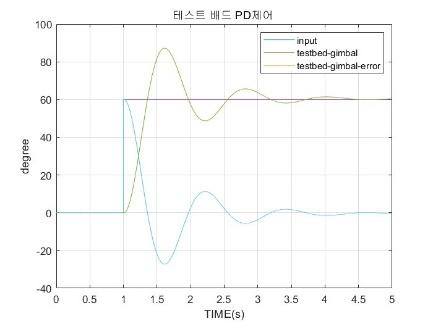 테스트 배드 PD제어
input
testbed-gimbal
testbed-gimbal-error
100
80
60
40
20
0
-20
-40
degree
0 0.5 1 1.5 2 2.5 3 3.5 4 4.5 5
TIME(s)